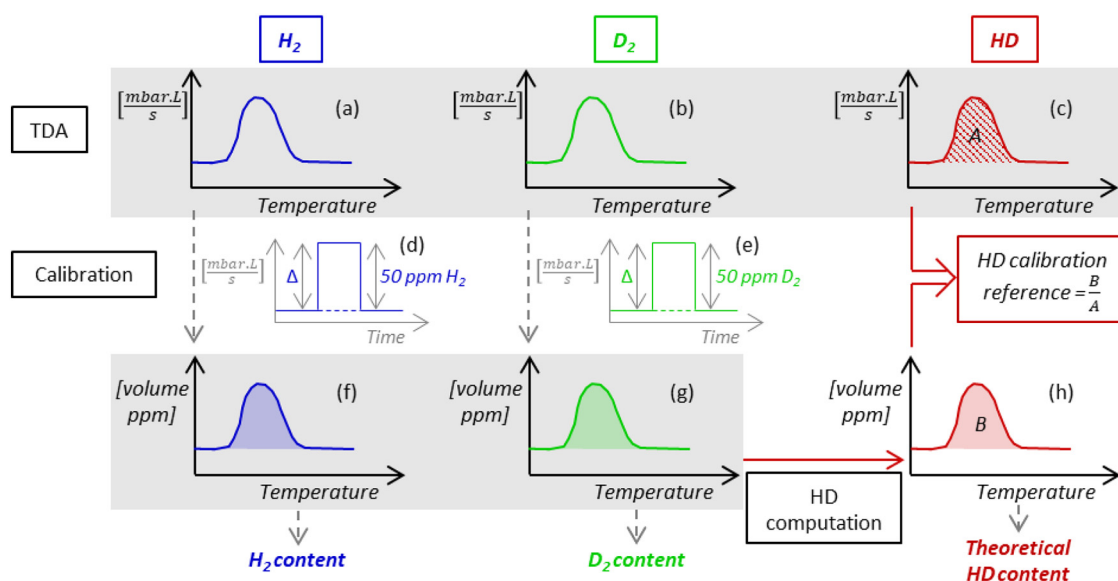 H₂
D₂
HD
TDA
[mbar.L/s]
(a)
Temperature
[mbar.L/s]
(b)
Temperature
[mbar.L/s]
A
(c)
Temperature
Calibration
[mbar.L/s]
Δ
(d)
50 ppm H₂
Time
[mbar.L/s]
Δ
(e)
50 ppm D₂
Time
HD calibration
reference = B/A
[volume
ppm]
(f)
Temperature
[volume
ppm]
(g)
Temperature
[volume
ppm]
B
(h)
Temperature
HD
computation
H₂ content
D₂ content
Theoretical
HD content